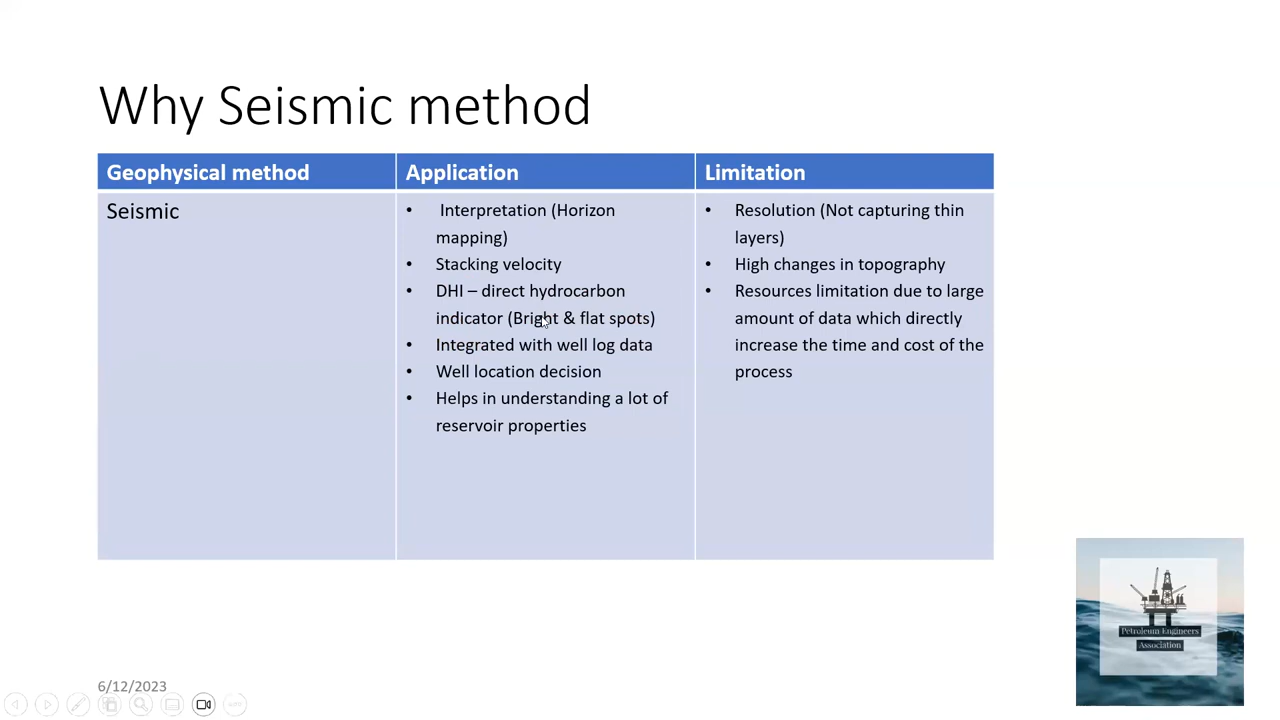 Why Seismic method
Geophysical method
Application
Limitation
Seismic
• Interpretation (Horizon
mapping)
• Stacking velocity
• DHI – direct hydrocarbon
indicator (Bright & flat spots)
• Integrated with well log data
• Well location decision
• Helps in understanding a lot of
reservoir properties
• Resolution (Not capturing thin
layers)
• High changes in topography
• Resources limitation due to large
amount of data which directly
increase the time and cost of the
process
Petroleum Engineers
Association
6/12/2023